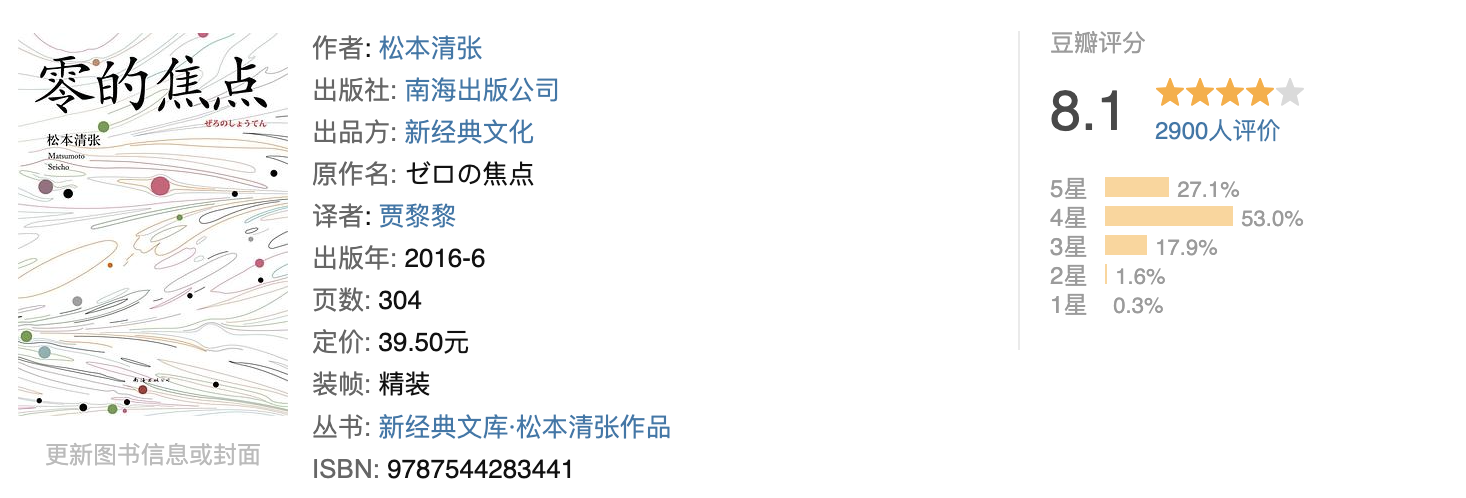 零的焦点
ぜろのしょうてん
松本清张
Matsumoto
Seicho
更新图书信息或封面
作者: 松本清张
出版社: 南海出版公司
出品方: 新经典文化
原作名: ゼロの焦点
译者: 贾黎黎
出版年: 2016-6
页数: 304
定价: 39.50元
装帧: 精装
丛书: 新经典文库·松本清张作品
ISBN: 9787544283441
豆瓣评分
8.1
2900人评价
5星 27.1%
4星 53.0%
3星 17.9%
2星 1.6%
1星 0.3%